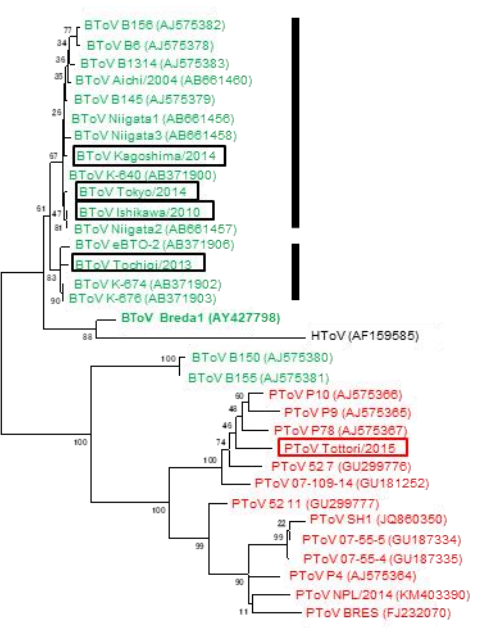 BToV B156 (AJ575382)
77
34
BToV B6 (AJ575378)
36
BToV B1314 (AJ575383)
35
BToV Aichi/2004 (AB661460)
BToV B145 (AJ575379)
26
BToV Niigata1 (AB661456)
BToV Niigata3 (AB661458)
67
BToV Kagoshima/2014
BToV K-640 (AB371900)
BToV Tokyo/2014
61
47
BToV Ishikawa/2010
81
BToV Niigata2 (AB661457)
BToV eBTO-2 (AB371906)
BToV Tochigi/2013
83
BToV K-674 (AB371902)
90
BToV K-676 (AB371903)
BToV Breda1 (AY427798)
88
HToV (AF159585)
100
BToV B150 (AJ575380)
BToV B155 (AJ575381)
60
PToV P10 (AJ575366)
48
PToV P9 (AJ575365)
46
PToV P78 (AJ575367)
100
74
PToV Tottori/2015
100
PToV 52 7 (GU299776)
PToV 07-109-14 (GU181252)
100
PToV 52 11 (GU299777)
22
PToV SH1 (JQ860350)
99
99
PToV 07-55-5 (GU187334)
PToV 07-55-4 (GU187335)
90
PToV P4 (AJ575364)
PToV NPL/2014 (KM403390)
11
PToV BRES (FJ232070)